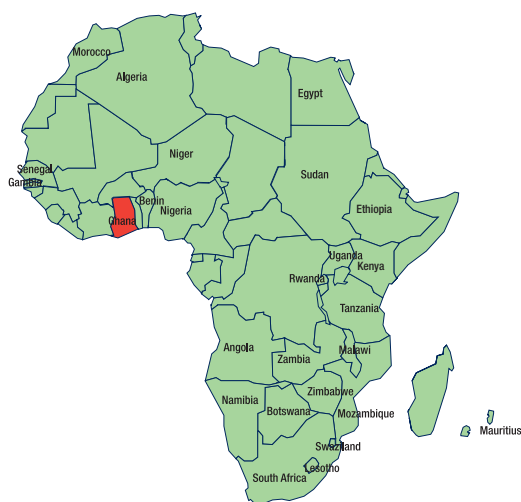 Morocco
Algeria
Egypt
Niger
Sudan
Senegal
Gambia
Benin
Nigeria
Ghana
Ethiopia
Uganda
Kenya
Rwanda
Tanzania
Angola
Malawi
Zambia
Zimbabwe
Namibia
Botswana
Mozambique
Mauritius
Swaziland
Lesotho
South Africa